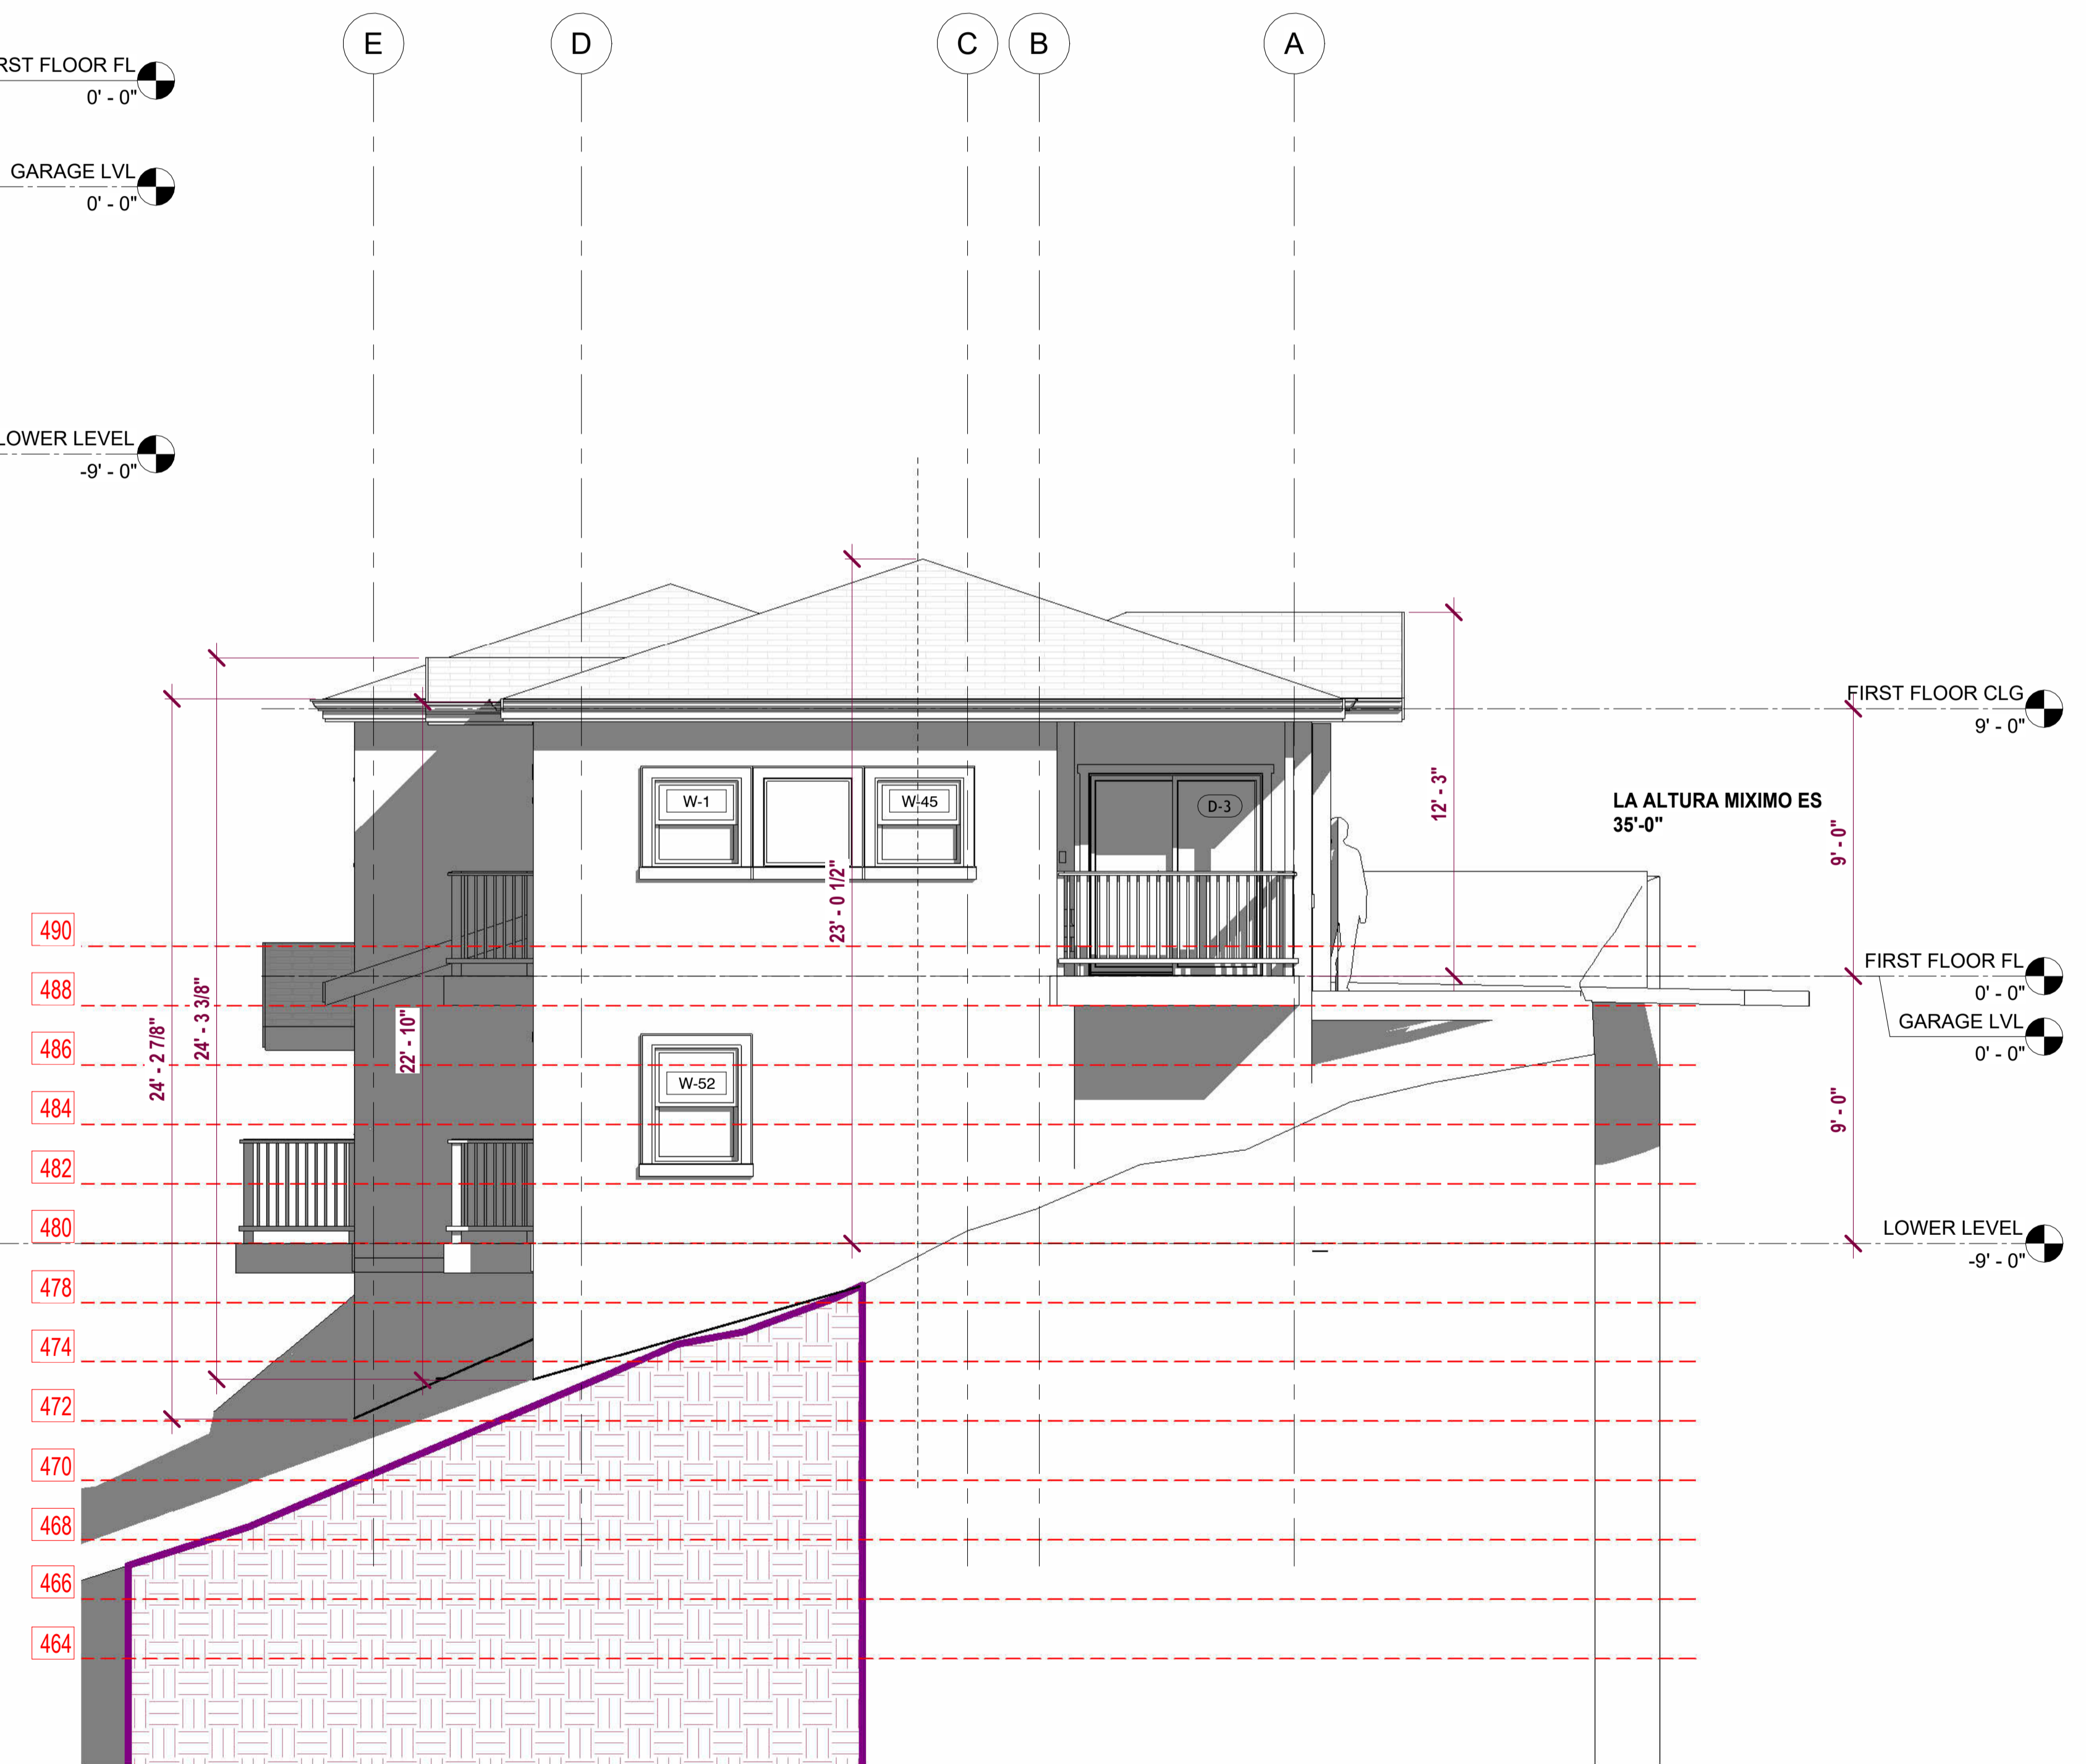 E
D
C
B
A
RST FLOOR FL
0' - 0"
GARAGE LVL
0' - 0"
LOWER LEVEL
-9' - 0"
FIRST FLOOR CLG
9' - 0"
W-1
W-45
D-3
12' - 3"
LA ALTURA MIXIMO ES
35'-0"
9' - 0"
23' - 0 1/2"
490
FIRST FLOOR FL
0' - 0"
488
24' - 3 3/8"
GARAGE LVL
0' - 0"
22' - 10"
486
24' - 2 7/8"
W-52
484
9' - 0"
482
480
LOWER LEVEL
-9' - 0"
478
474
472
470
468
466
464